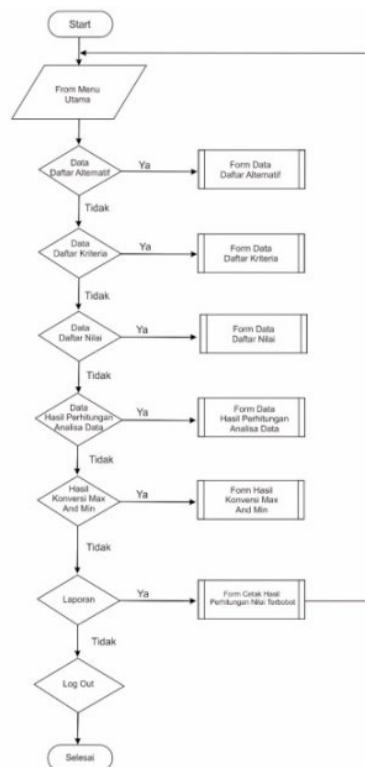 Start
From Menu
Utama
Data
Daftar Alternatif
Ya
Form Data
Daftar Alternatif
Tidak
Data
Daftar Kriteria
Ya
Form Data
Daftar Kriteria
Tidak
Data
Daftar Nilai
Ya
Form Data
Daftar Nilai
Tidak
Data
Hasil Perhitungan
Analisa Data
Ya
Form Data
Hasil Perhitungan
Analisa Data
Tidak
Hasil
Konversi Max
And Min
Ya
Form Hasil
Konversi Max
And Min
Tidak
Laporan
Ya
Form Cetak Hasil
Perhitungan Nilai Terbobot
Tidak
Log Out
Selesai